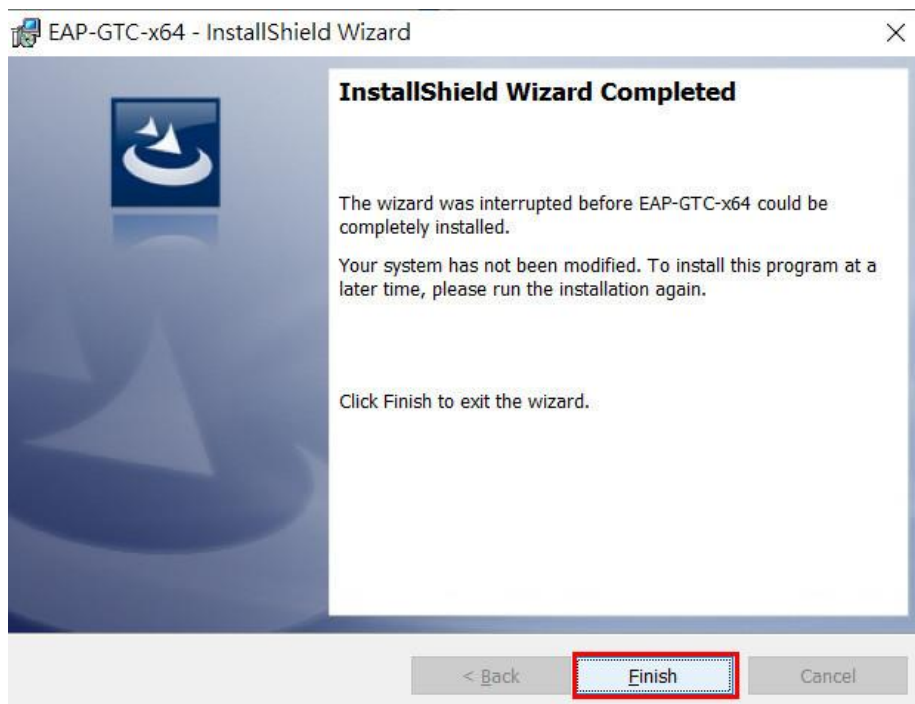 EAP-GTC-x64 - InstallShield Wizard
InstallShield Wizard Completed
The wizard was interrupted before EAP-GTC-x64 could be
completely installed.
Your system has not been modified. To install this program at a
later time, please run the installation again.
Click Finish to exit the wizard.
< Back
Finish
Cancel